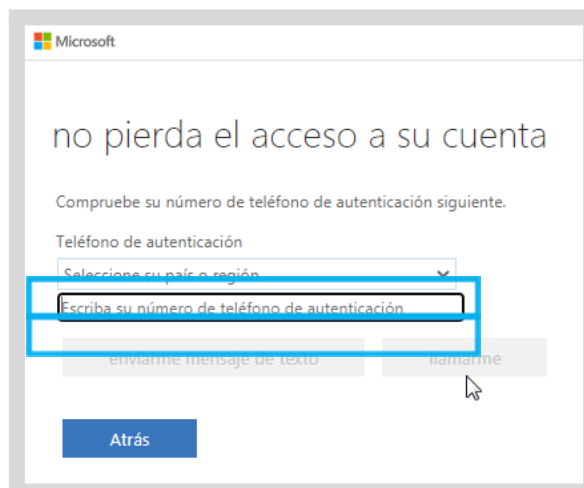 Microsoft
no pierda el acceso a su cuenta
Compruebe su número de teléfono de autenticación siguiente.
Teléfono de autenticación
Seleccione su país o región
Escriba su número de teléfono de autenticación
enviarme mensaje de texto
llamarme
Atrás